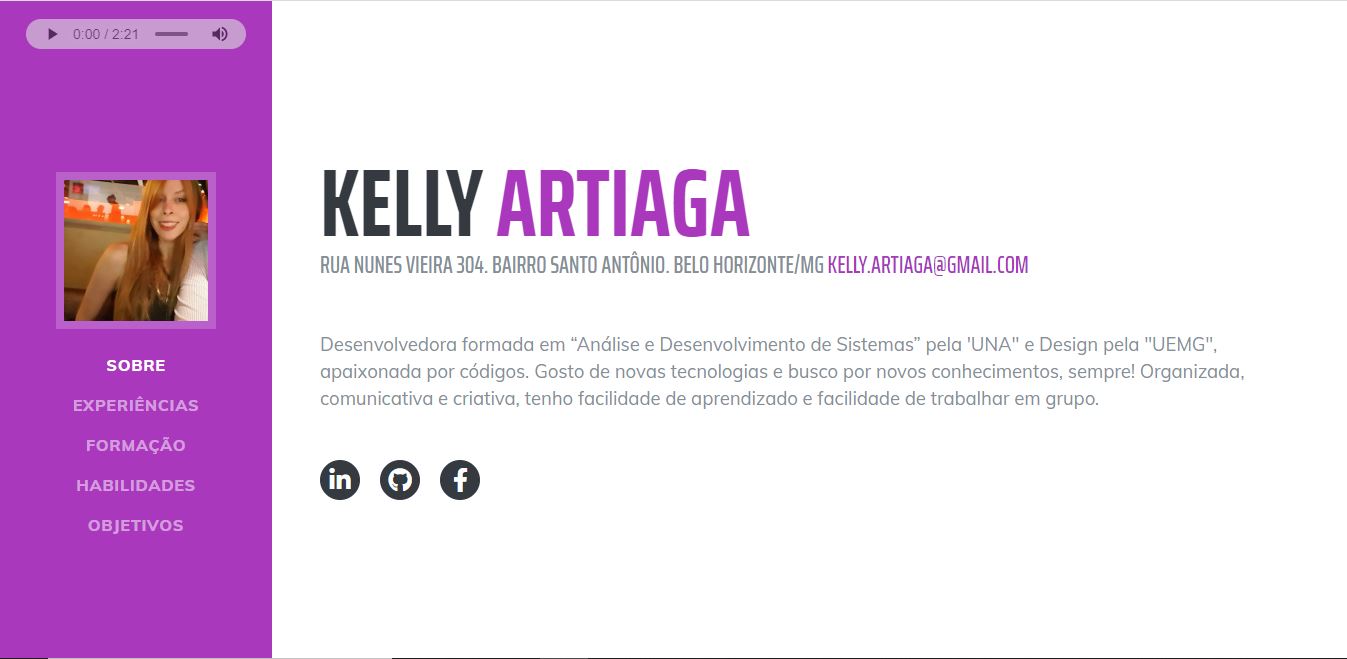 0:00 / 2:21
SOBRE
EXPERIÊNCIAS
FORMAÇÃO
HABILIDADES
OBJETIVOS
KELLY ARTIAGA
RUA NUNES VIEIRA 304. BAIRRO SANTO ANTÔNIO. BELO HORIZONTE/MG KELLY.ARTIAGA@GMAIL.COM
Desenvolvedora formada em “Análise e Desenvolvimento de Sistemas” pela 'UNA" e Design pela "UEMG",
apaixonada por códigos. Gosto de novas tecnologias e busco por novos conhecimentos, sempre! Organizada,
comunicativa e criativa, tenho facilidade de aprendizado e facilidade de trabalhar em grupo.
in
f